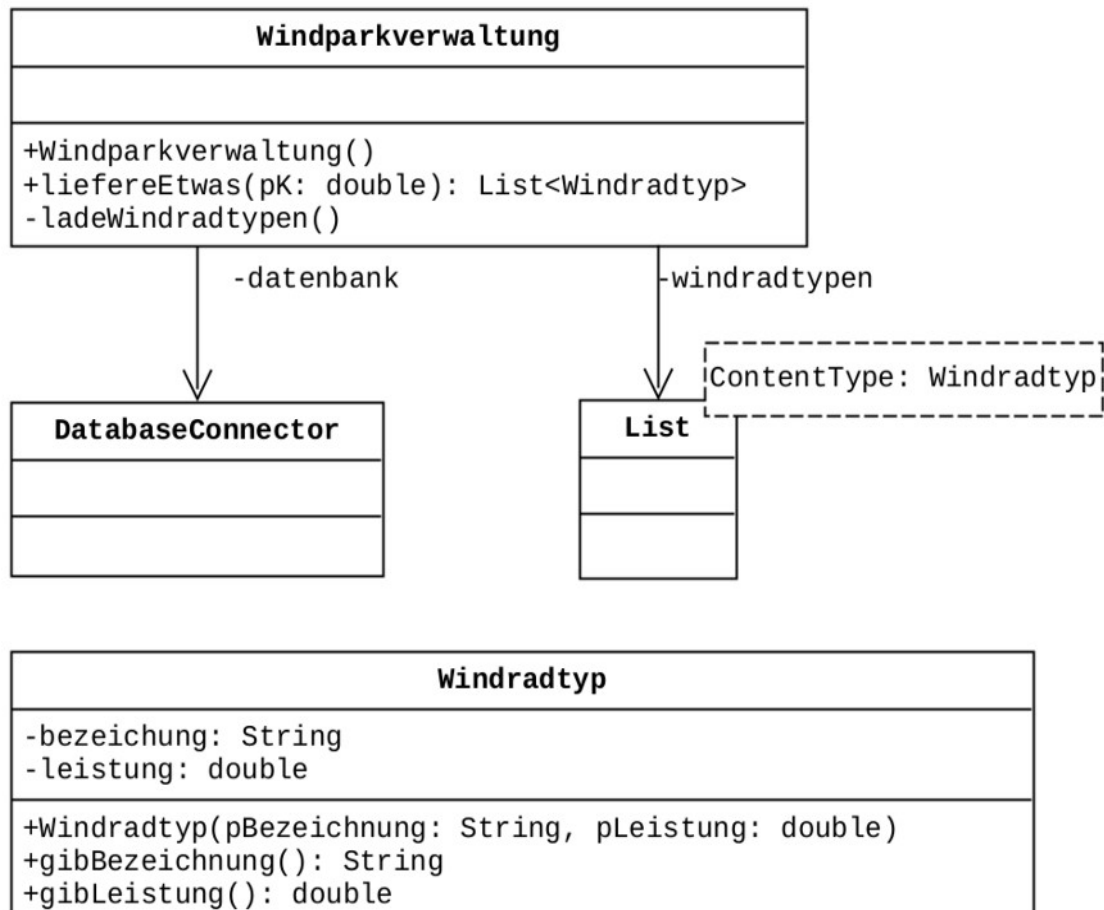 Windparkverwaltung
+Windparkverwaltung()
+liefereEtwas(pK: double): List<Windradtyp>
-ladeWindradtypen()
-datenbank
-windradtypen
ContentType: Windradtyp
DatabaseConnector
List
Windradtyp
-bezeichung: String
-leistung: double
+Windradtyp(pBezeichnung: String, pLeistung: double)
+gibBezeichnung(): String
+gibLeistung(): double